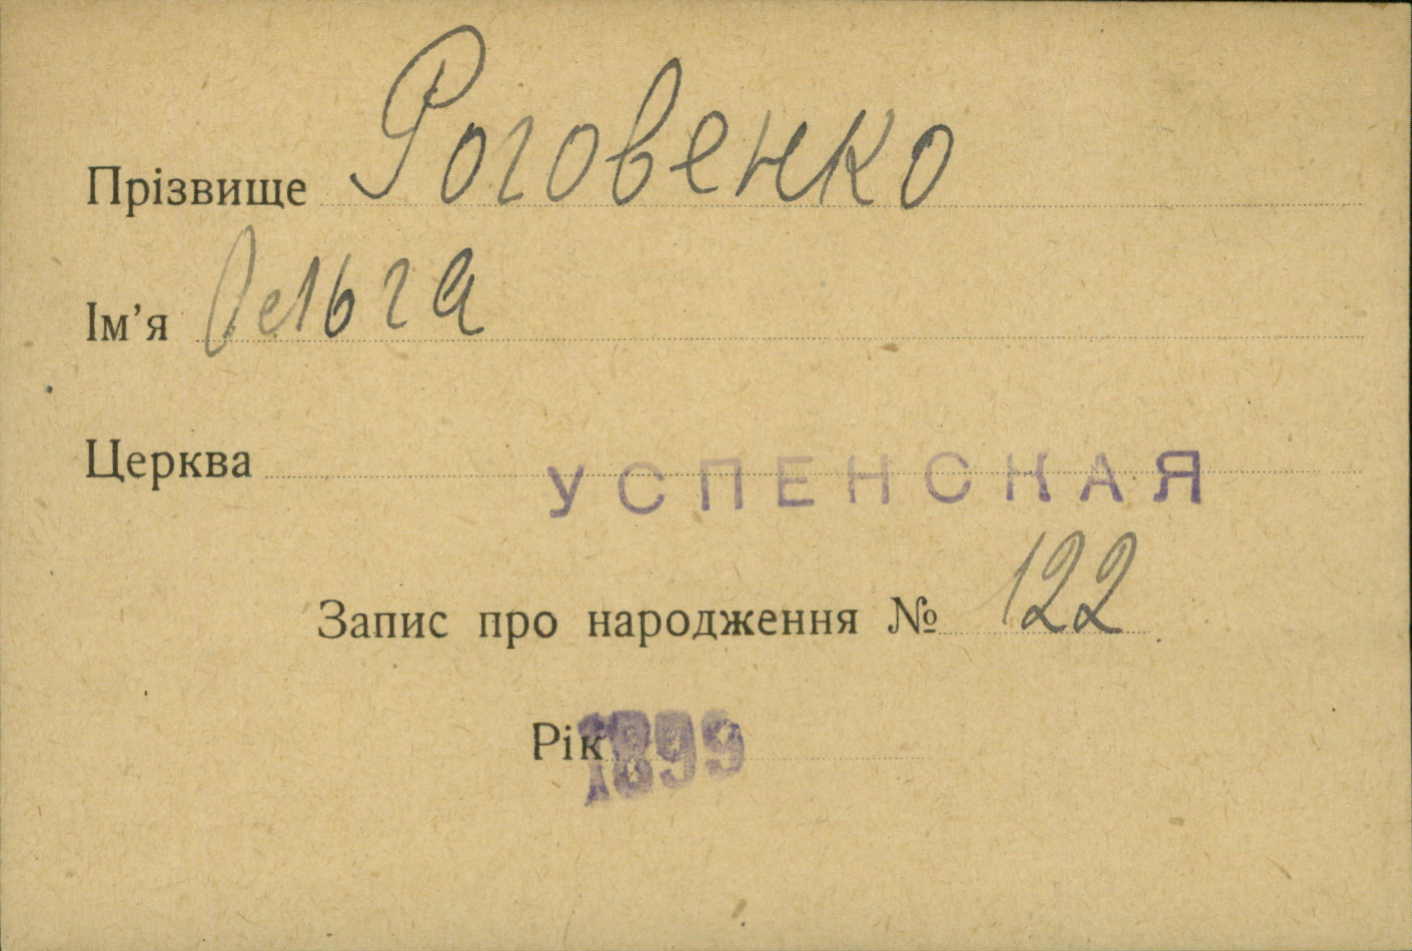 Прізвище Роговенко
Ім'я Ольга
Церква УСПЕНСКАЯ
Запис про народження № 122
Рік 1899